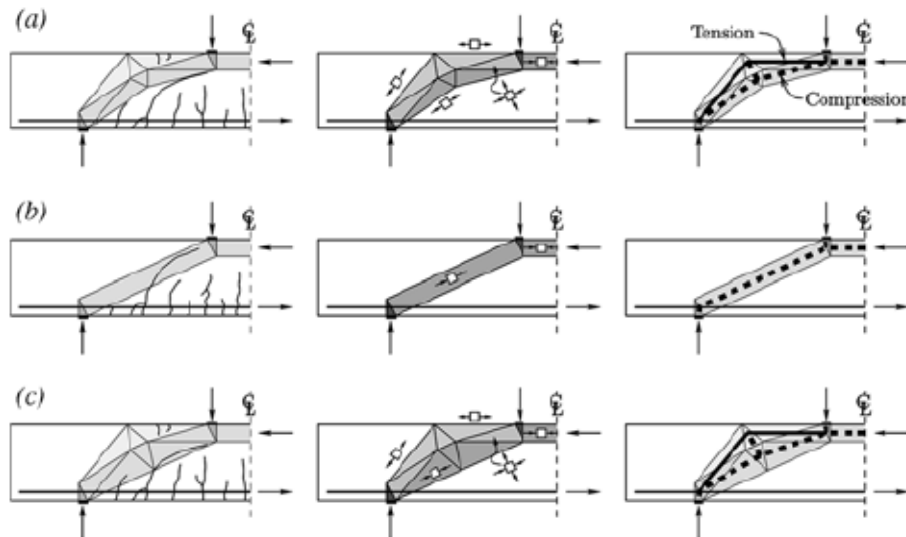 (a) ℄ ℄ ℄
Tension
Compression
(b) ℄ ℄ ℄
(c) ℄ ℄ ℄